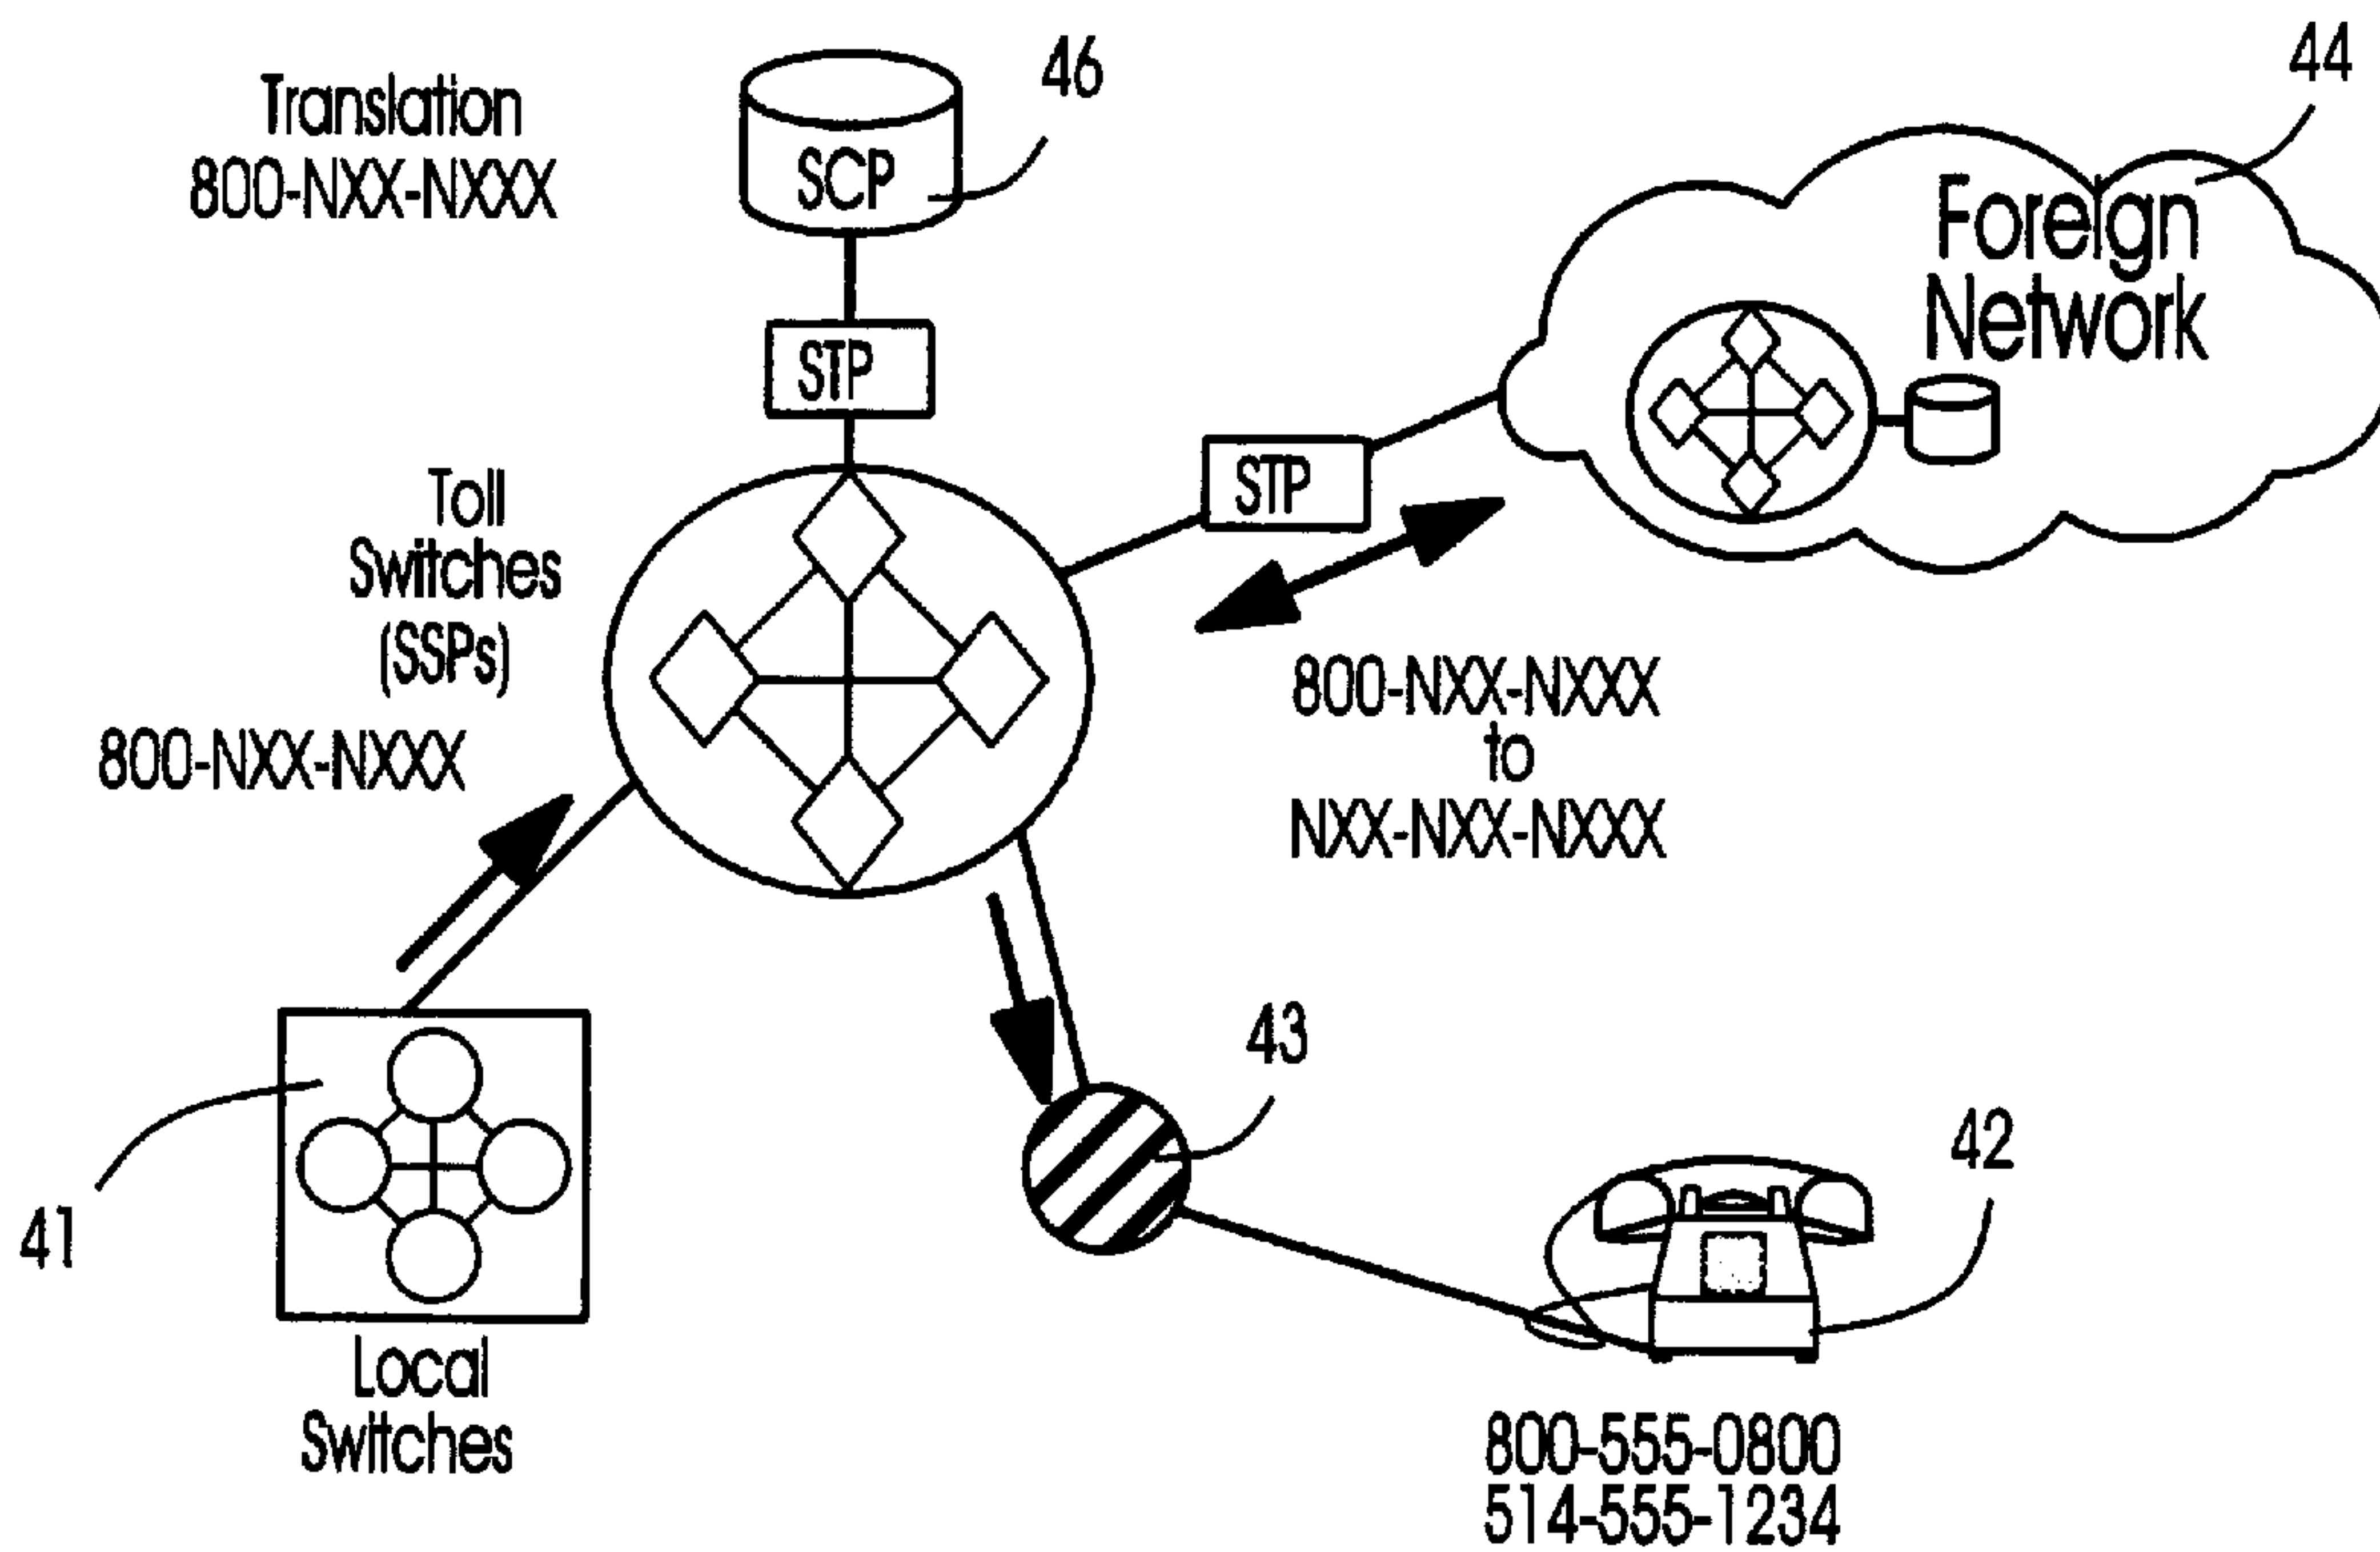 46
44
Translation
800-NXX-NXXX
SCP
Foreign
Network
STP
STP
Toll
Switches
(SSPs)
800-NXX-NXXX
800-NXX-NXXX
to
NXX-NXX-NXXX
43
42
41
Local
Switches
800-555-0800
514-555-1234